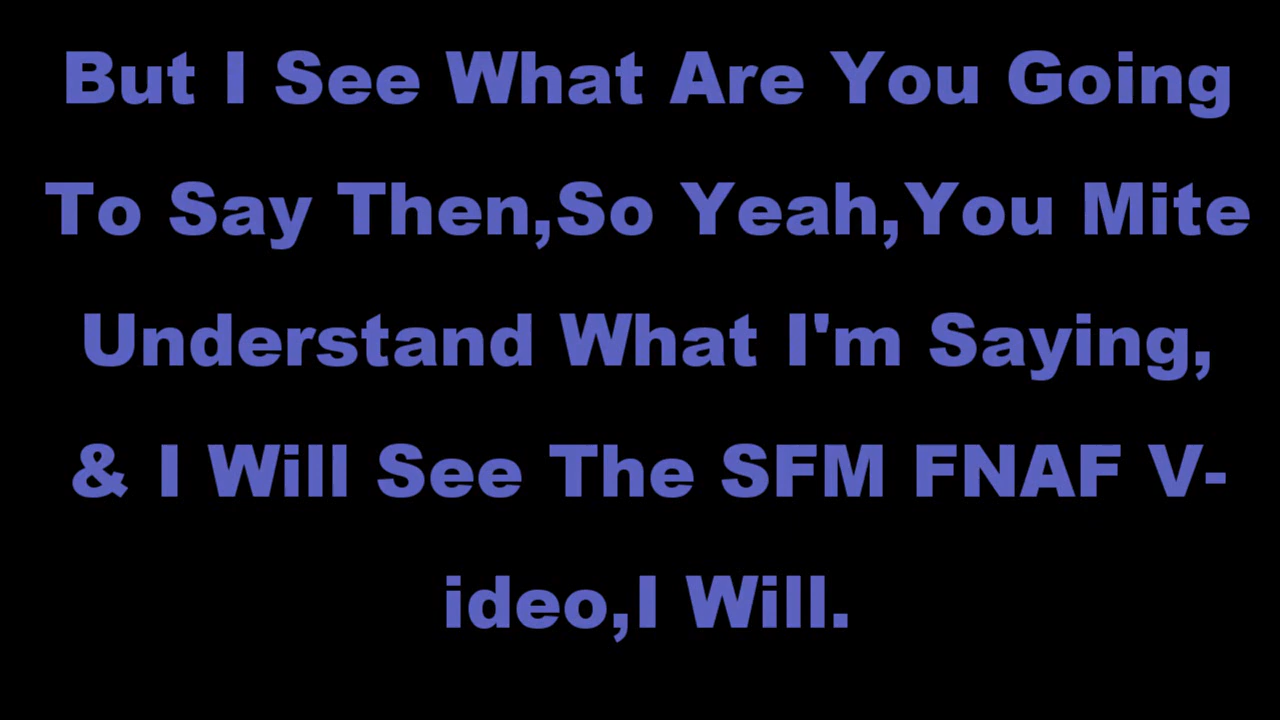 But I See What Are You Going
To Say Then,So Yeah,You Mite
Understand What I'm Saying,
& I Will See The SFM FNAF V-
ideo,I Will.